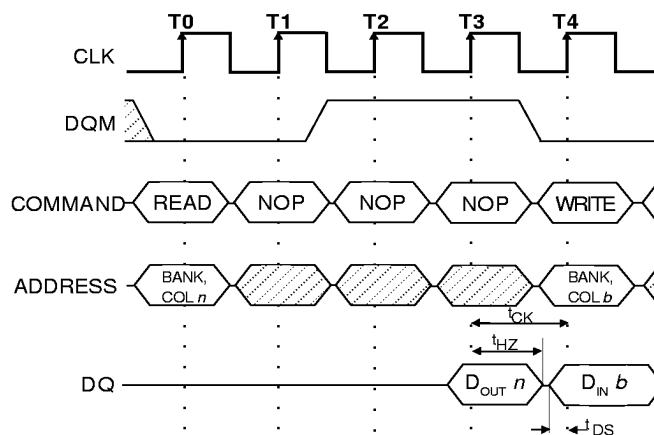 T0 T1 T2 T3 T4
CLK
DQM
COMMAND READ NOP NOP NOP WRITE
ADDRESS BANK, COL n BANK, COL b
tCK
tHZ
DQ DOUT n DIN b
tDS